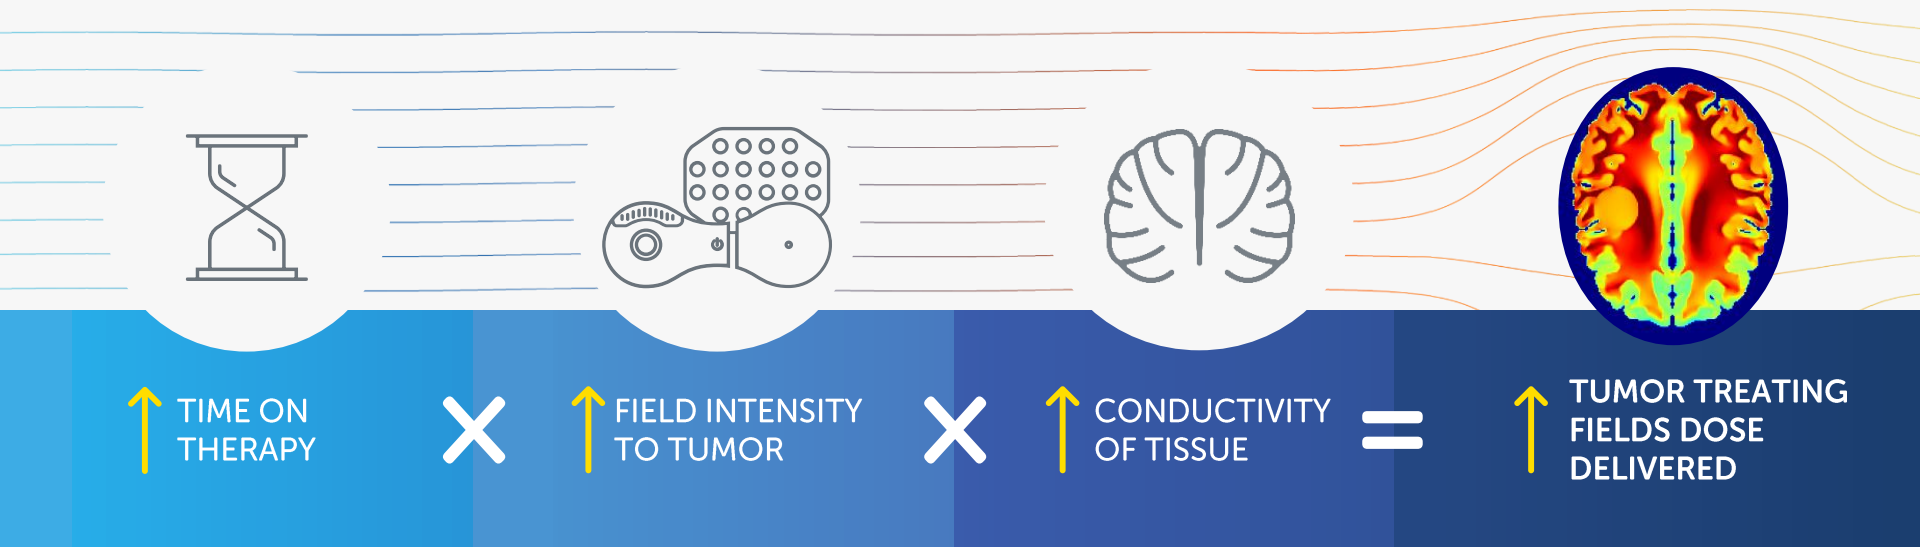 TIME ON
THERAPY
FIELD INTENSITY
TO TUMOR
CONDUCTIVITY
OF TISSUE
=
TUMOR TREATING
FIELDS DOSE
DELIVERED